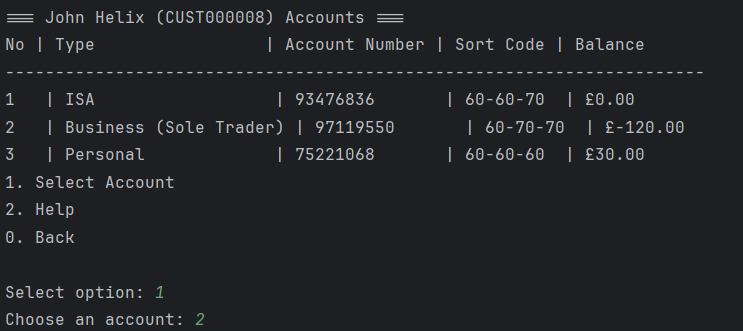 === John Helix (CUST000008) Accounts ===
No | Type                 | Account Number | Sort Code | Balance
----------------------------------------------------------------------
1   | ISA                  | 93476836       | 60-60-70  | £0.00
2   | Business (Sole Trader) | 97119550       | 60-70-70  | £-120.00
3   | Personal             | 75221068       | 60-60-60  | £30.00
1. Select Account
2. Help
0. Back

Select option: 1
Choose an account: 2